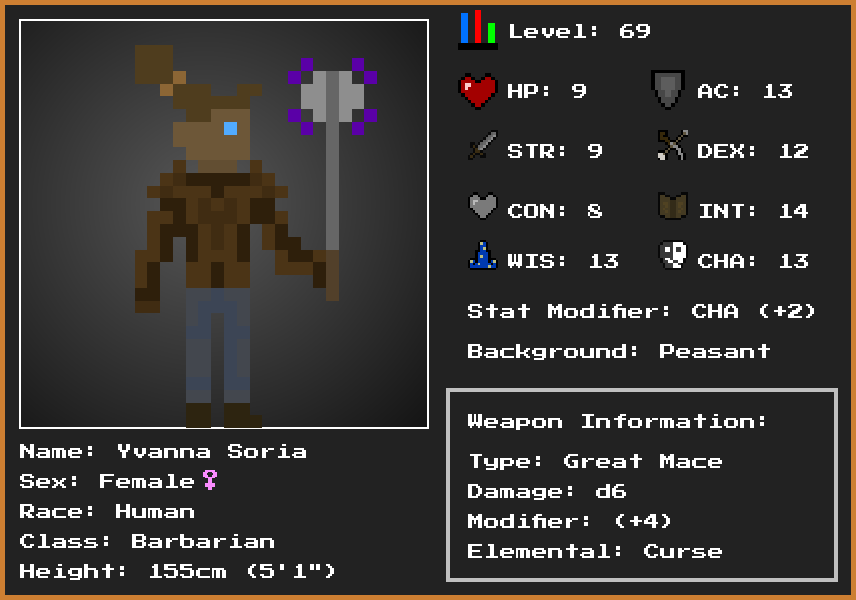 Level: 69
HP: 9 AC: 13
STR: 9 DEX: 12
CON: 8 INT: 14
WIS: 13 CHA: 13
Stat Modifier: CHA (+2)
Background: Peasant
Weapon Information:
Type: Great Mace
Damage: d6
Modifier: (+4)
Elemental: Curse
Name: Yvanna Soria
Sex: Female♀
Race: Human
Class: Barbarian
Height: 155cm (5'1")